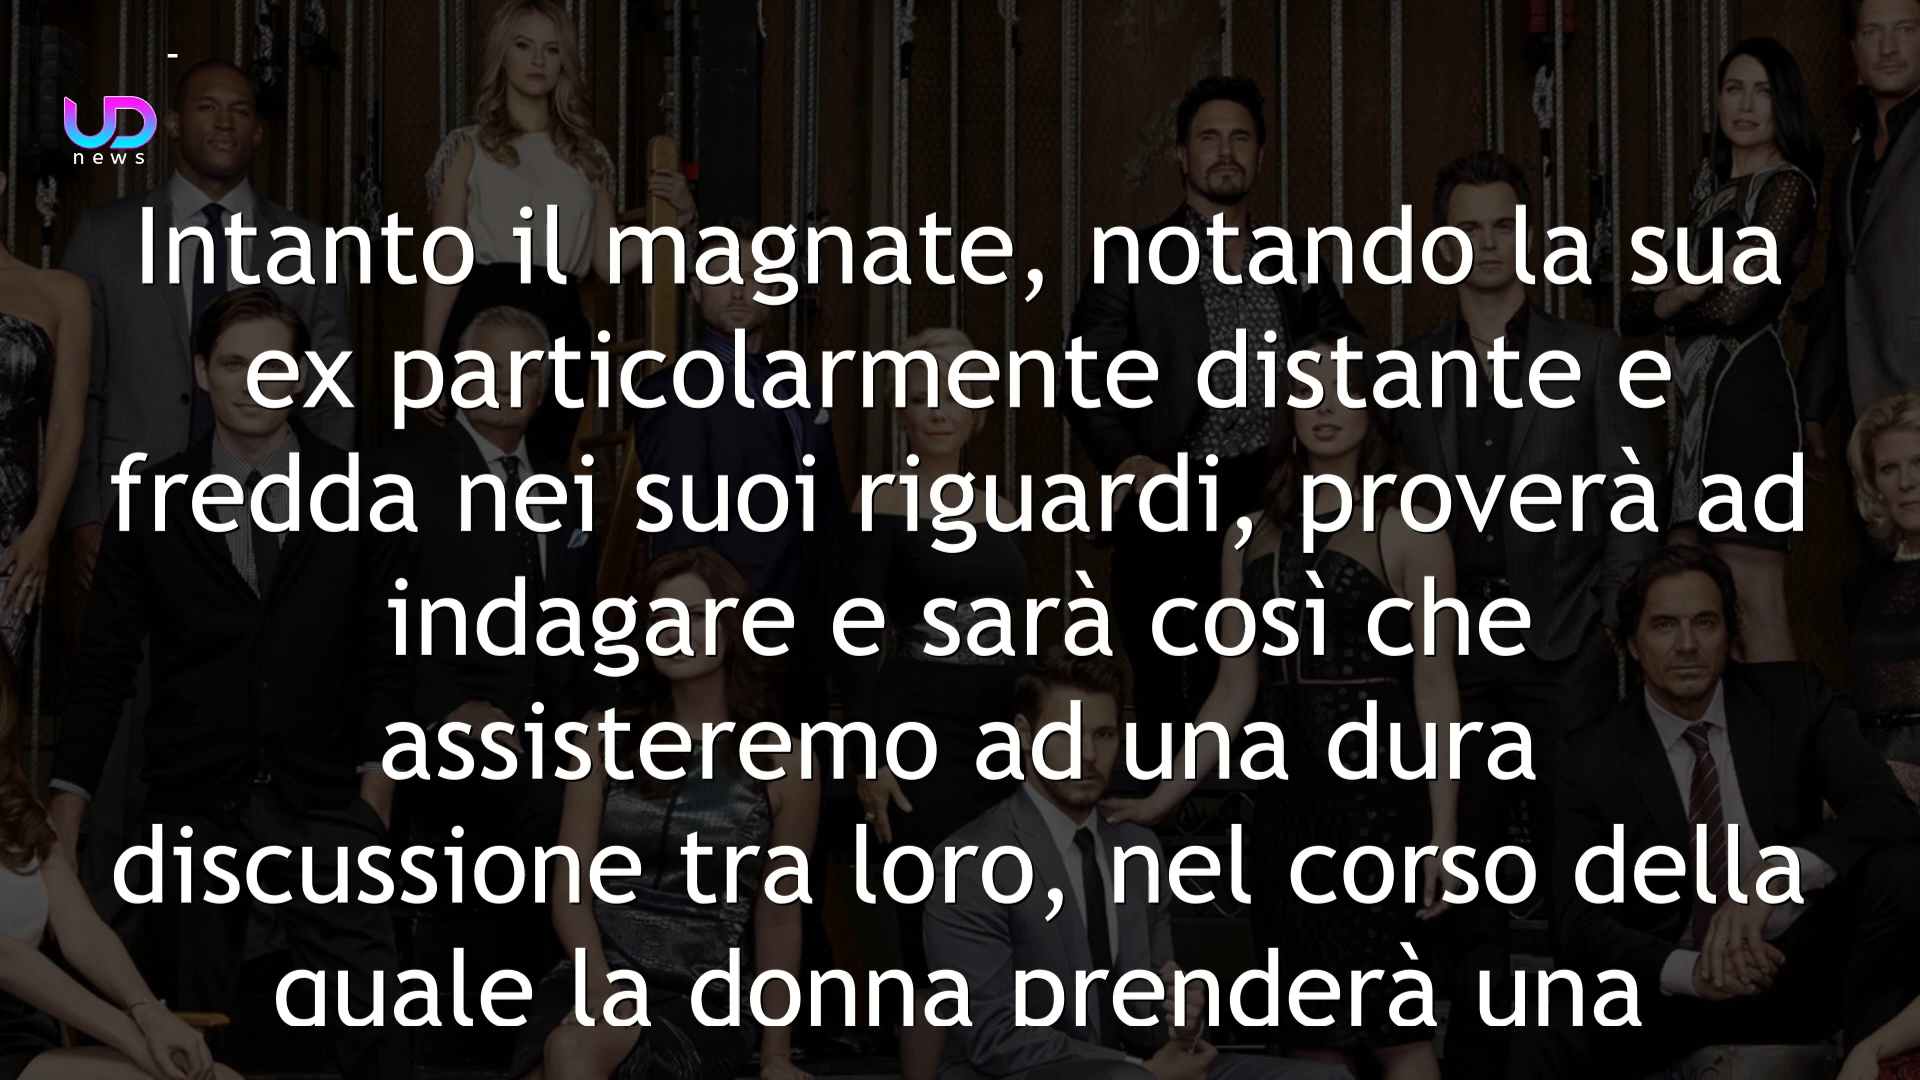 -
UD
news
Intanto il magnate, notando la sua
ex particolarmente distante e
fredda nei suoi riguardi, proverà ad
indagare e sarà così che
assisteremo ad una dura
discussione tra loro, nel corso della
quale la donna prenderà una